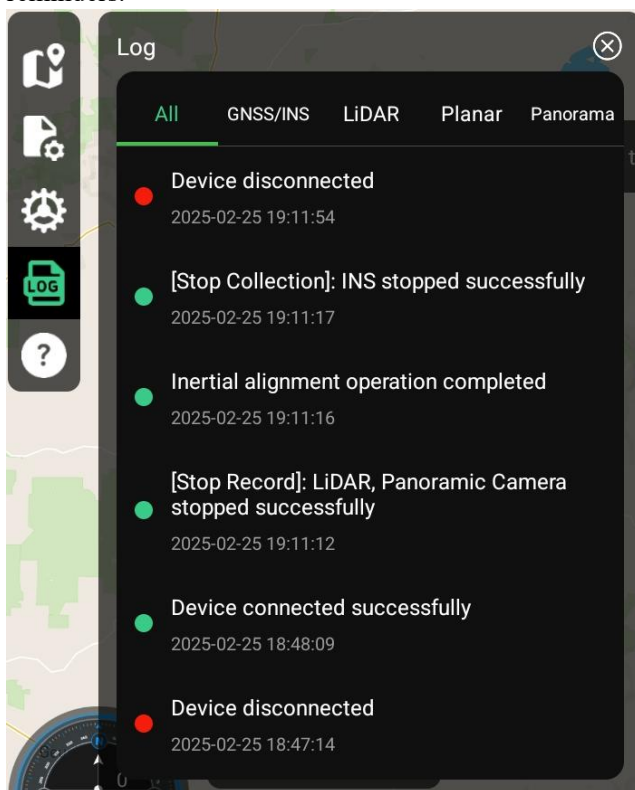 Log
All
GNSS/INS
LiDAR
Planar
Panorama
Device disconnected
2025-02-25 19:11:54
[Stop Collection]: INS stopped successfully
2025-02-25 19:11:17
LOG
?
Inertial alignment operation completed
2025-02-25 19:11:16
[Stop Record]: LiDAR, Panoramic Camera
stopped successfully
2025-02-25 19:11:12
Device connected successfully
2025-02-25 18:48:09
Device disconnected
2025-02-25 18:47:14
N
0